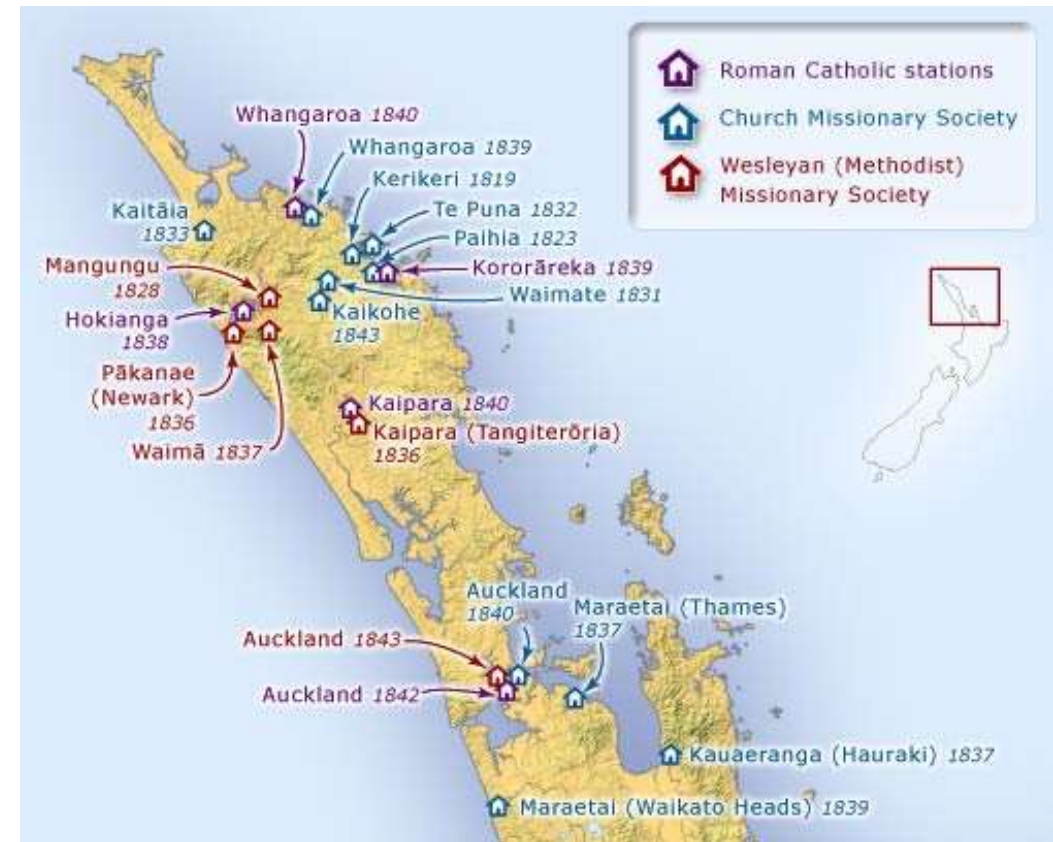 Roman Catholic stations
Church Missionary Society
Wesleyan (Methodist)
Missionary Society
Whangaroa 1840
Whangaroa 1839
Kerikeri 1819
Te Puna 1832
Paihia 1823
Kororāreka 1839
Waimate 1831
Kaitāia
1833
Mangungu
1828
Hokianga
1838
Kaikohe
1843
Pākanae
(Newark)
1836
Waimā 1837
Kaipara 1840
Kaipara (Tangiterōria)
1836
Auckland
1840
Maraetai (Thames)
1837
Auckland 1843
Auckland 1842
Kauaeranga (Hauraki) 1837
Maraetai (Waikato Heads) 1839